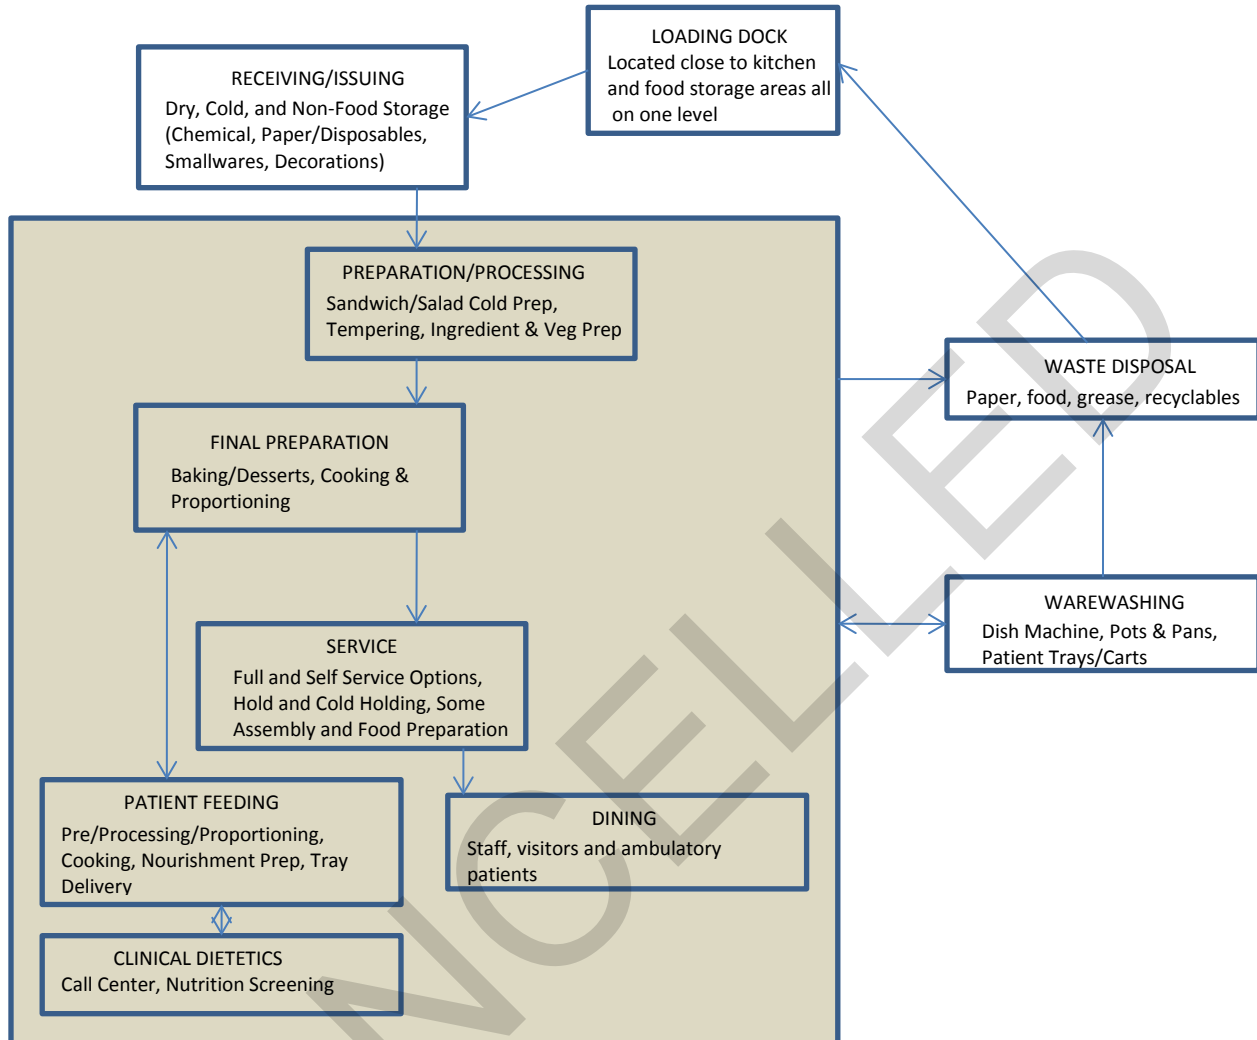 LOADING DOCK
Located close to kitchen
and food storage areas all
on one level
RECEIVING/ISSUING
Dry, Cold, and Non-Food Storage
(Chemical, Paper/Disposables,
Smallwares, Decorations)
PREPARATION/PROCESSING
Sandwich/Salad Cold Prep,
Tempering, Ingredient & Veg Prep
WASTE DISPOSAL
Paper, food, grease, recyclables
FINAL PREPARATION
Baking/Desserts, Cooking &
Proportioning
WAREWASHING
Dish Machine, Pots & Pans,
Patient Trays/Carts
SERVICE
Full and Self Service Options,
Hold and Cold Holding, Some
Assembly and Food Preparation
PATIENT FEEDING
Pre/Processing/Proportioning,
Cooking, Nourishment Prep, Tray
Delivery
DINING
Staff, visitors and ambulatory
patients
CLINICAL DIETETICS
Call Center, Nutrition Screening
NCELLED